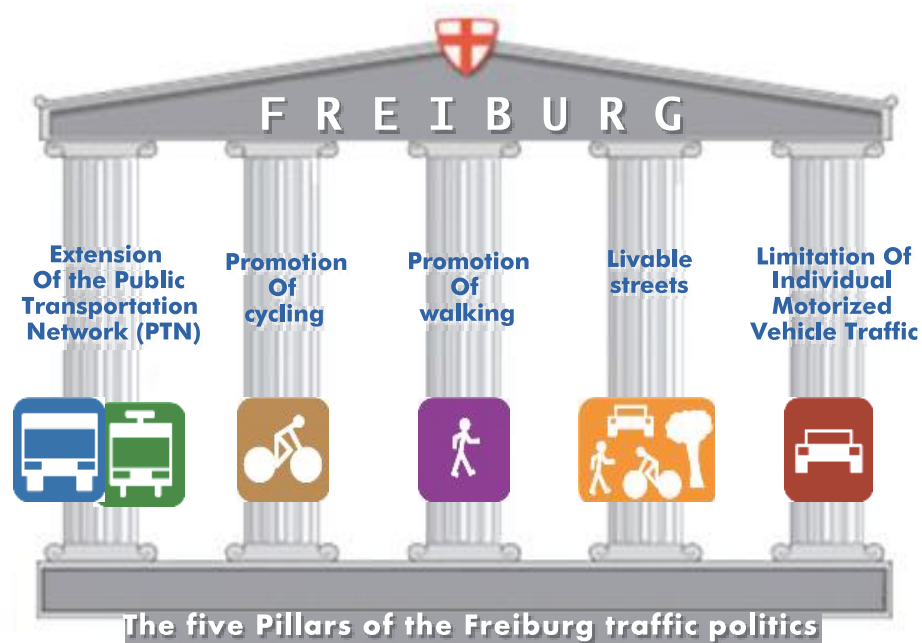 FREIBURG
Extension
Of the Public
Transportation
Network (PTN)
Promotion
Of
cycling
Promotion
Of
walking
Livable
streets
Limitation Of
Individual
Motorized
Vehicle Traffic
The five Pillars of the Freiburg traffic politics